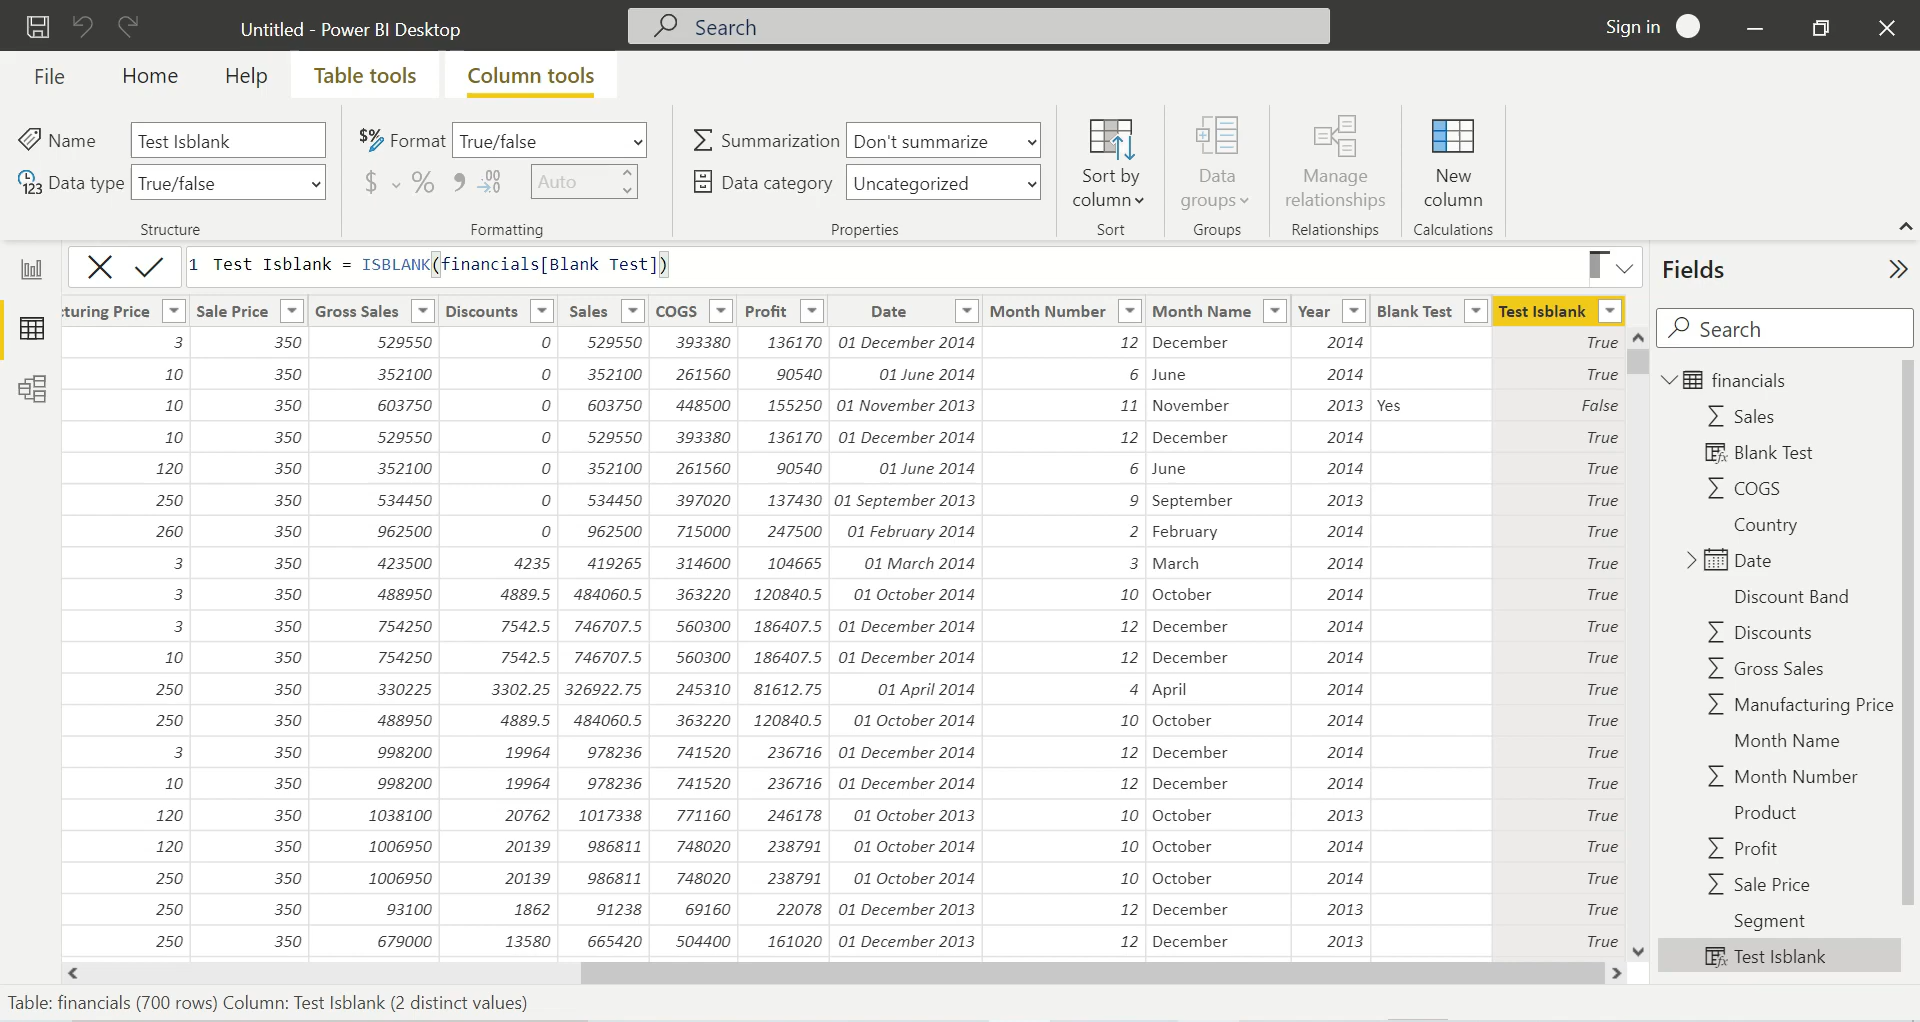 Untitled - Power BI Desktop
Search
Sign in
File Home Help Table tools Column tools
Name Test Isblank
Data type True/false
Structure
Format True/false
$ % 9 .00 Auto
Formatting
Summarization Don't summarize
Data category Uncategorized
Properties
Sort by column
Sort
Data groups
Groups
Manage relationships
Relationships
New column
Calculations
1 Test Isblank = ISBLANK(financials[Blank Test])
cturing Price Sale Price Gross Sales Discounts Sales COGS Profit Date Month Number Month Name Year Blank Test Test Isblank
3 350 529550 0 529550 393380 136170 01 December 2014 12 December 2014 True
10 350 352100 0 352100 261560 90540 01 June 2014 6 June 2014 True
10 350 603750 0 603750 448500 155250 01 November 2013 11 November 2013 Yes False
10 350 529550 0 529550 393380 136170 01 December 2014 12 December 2014 True
120 350 352100 0 352100 261560 90540 01 June 2014 6 June 2014 True
250 350 534450 0 534450 397020 137430 01 September 2013 9 September 2013 True
260 350 962500 0 962500 715000 247500 01 February 2014 2 February 2014 True
3 350 423500 4235 419265 314600 104665 01 March 2014 3 March 2014 True
3 350 488950 4889.5 484060.5 363220 120840.5 01 October 2014 10 October 2014 True
3 350 754250 7542.5 746707.5 560300 186407.5 01 December 2014 12 December 2014 True
10 350 754250 7542.5 746707.5 560300 186407.5 01 December 2014 12 December 2014 True
250 350 330225 3302.25 326922.75 245310 81612.75 01 April 2014 4 April 2014 True
250 350 488950 4889.5 484060.5 363220 120840.5 01 October 2014 10 October 2014 True
3 350 998200 19964 978236 741520 236716 01 December 2014 12 December 2014 True
10 350 998200 19964 978236 741520 236716 01 December 2014 12 December 2014 True
120 350 1038100 20762 1017338 771160 246178 01 October 2013 10 October 2013 True
120 350 1006950 20139 986811 748020 238791 01 October 2014 10 October 2014 True
250 350 1006950 20139 986811 748020 238791 01 October 2014 10 October 2014 True
250 350 93100 1862 91238 69160 22078 01 December 2013 12 December 2013 True
250 350 679000 13580 665420 504400 161020 01 December 2013 12 December 2013 True
Fields
Search
financials
Sales
Blank Test
COGS
Country
Date
Discount Band
Discounts
Gross Sales
Manufacturing Price
Month Name
Month Number
Product
Profit
Sale Price
Segment
Test Isblank
Table: financials (700 rows) Column: Test Isblank (2 distinct values)